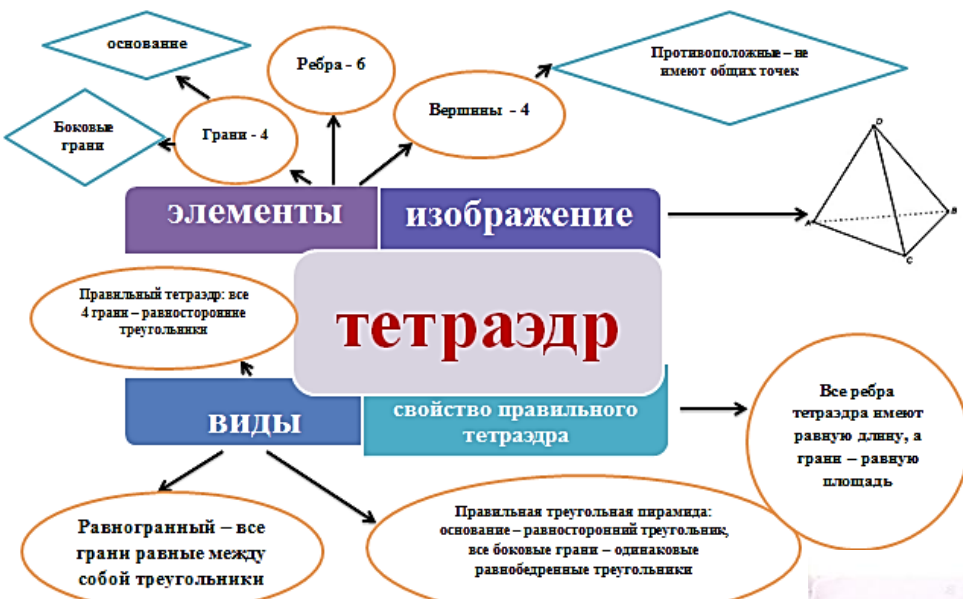 основание
Ребра - 6
Противоположные – не
имеют общих точек
Вершины - 4
Боковые
грани
Грани - 4
элементы
изображение
D
A
B
C
Правильный тетраэдр: все
4 грани – равносторонние
треугольники
тетраэдр
виды
свойство правильного
тетраэдра
Все ребра
тетраэдра имеют
равную длину, а
грани – равную
площадь
Равногранный – все
грани равные между
собой треугольники
Правильная треугольная пирамида:
основание – равносторонний треугольник,
все боковые грани – одинаковые
равнобедренные треугольники